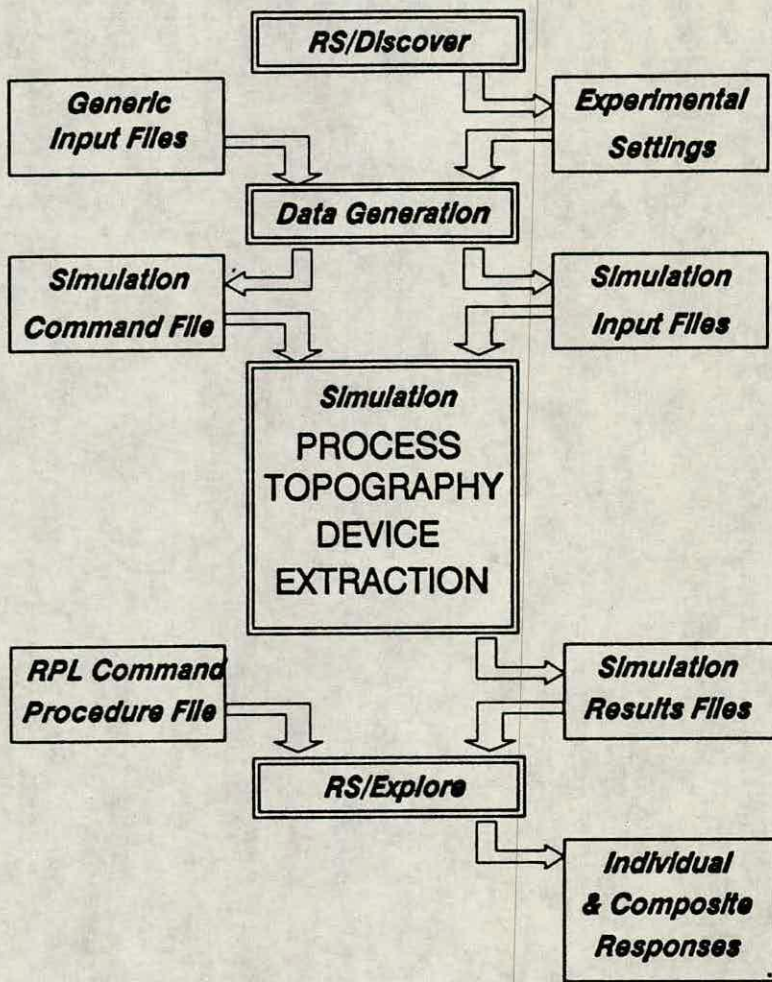 RS/Discover
Generic
Input Files
Experimental
Settings
Data Generation
Simulation
Command File
Simulation
Input Files
Simulation
PROCESS
TOPOGRAPHY
DEVICE
EXTRACTION
RPL Command
Procedure File
Simulation
Results Files
RS/Explore
Individual
& Composite
Responses